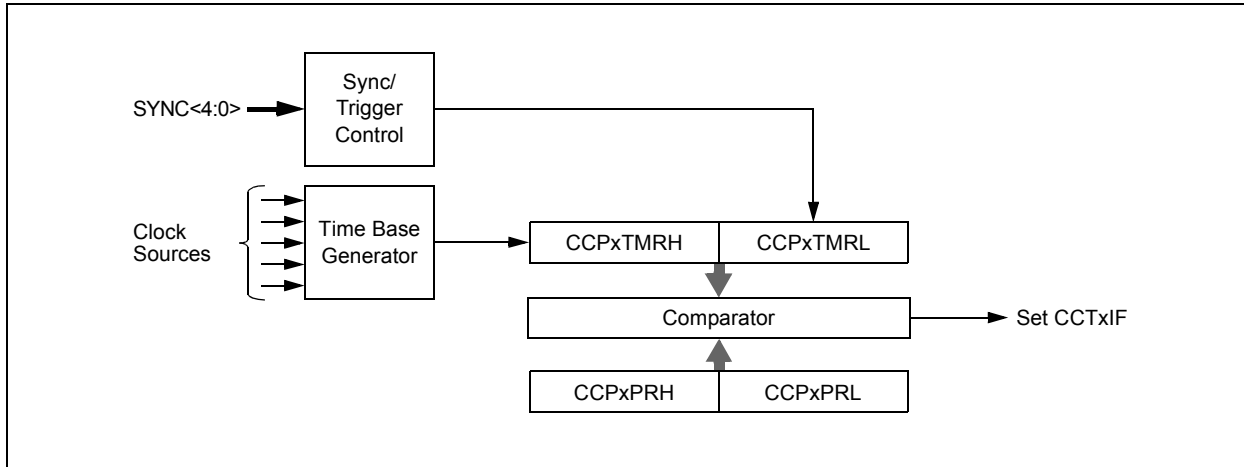 Sync/
Trigger
Control
SYNC<4:0>
Clock
Sources
Time Base
Generator
CCPxTMRH
CCPxTMRL
Comparator
Set CCTxIF
CCPxPRH
CCPxPRL